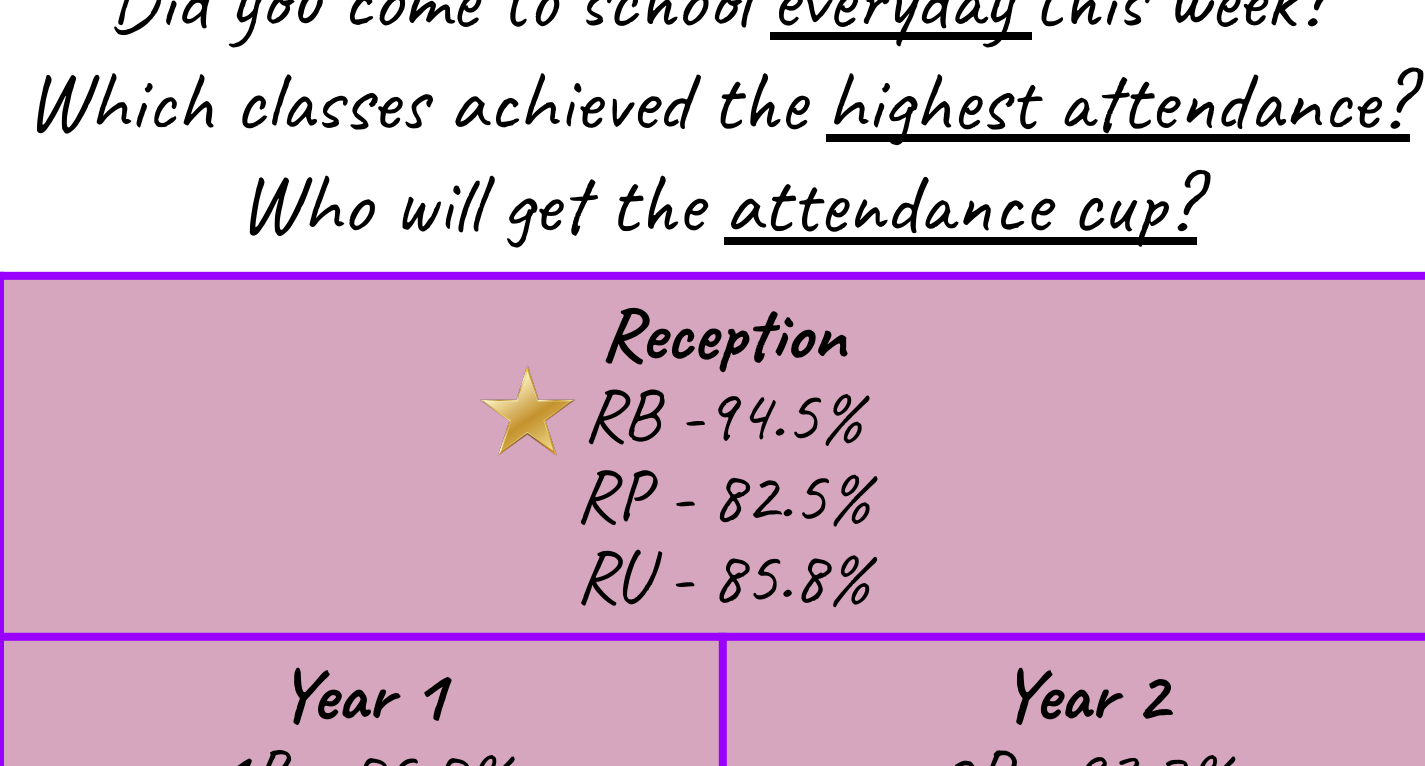 Did you come to school everyday this week?
Which classes achieved the highest attendance?
Who will get the attendance cup?
Reception
RB -94.5%
RP - 82.5%
RU - 85.8%
Year 1
Year 2